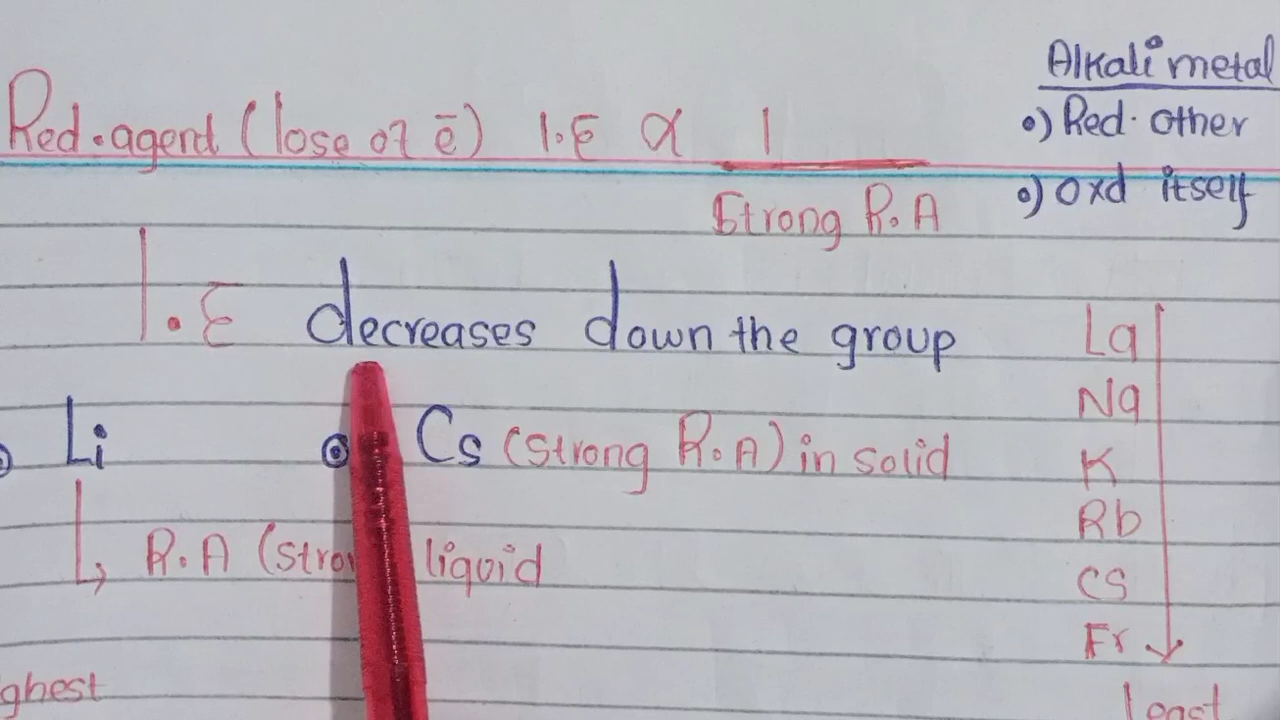 Alkali metal
Red. agent (lose of ē) I.E ∝ 1
Strong R.A
•) Red. other
•) Oxd itself
I.E decreases down the group
La
Na
K
Rb
Cs
Fr
Li
Cs (Strong R.A) in solid
R.A (Stro liquid
ghest
Least